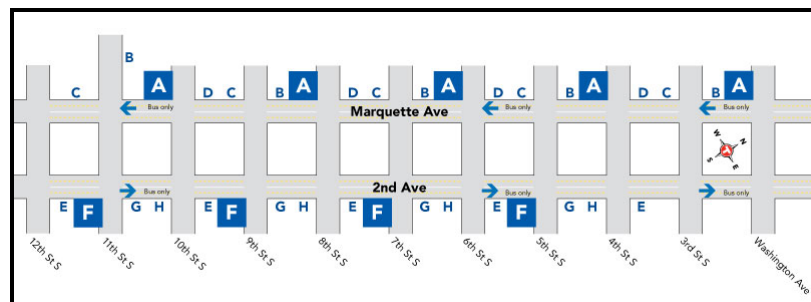 B
C A D C B A D C B A D C B A D C B A
Bus only Bus only Bus only
Marquette Ave
W N
S E
Bus only 2nd Ave Bus only Bus only
E F G H E F G H E F G H E F G H E
12th St S 11th St S 10th St S 9th St S 8th St S 7th St S 6th St S 5th St S 4th St S 3rd St S Washington Ave